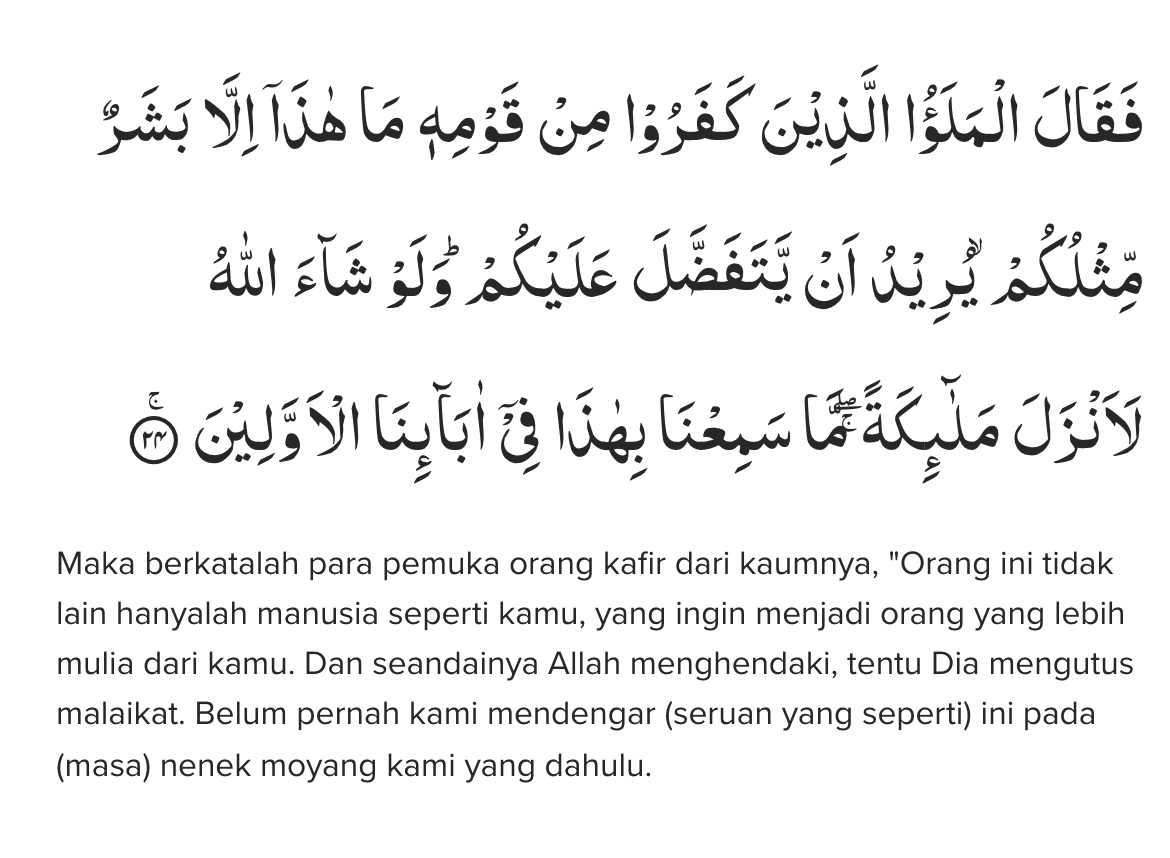 فَقَالَ الْمَلَؤُا الَّذِيْنَ كَفَرُوْا مِنْ قَوْمِهٖ مَا هٰذَآ اِلَّا بَشَرٌ
مِّثْلُكُمْۙ يُرِيْدُ اَنْ يَّتَفَضَّلَ عَلَيْكُمْۗ وَلَوْ شَاۤءَ اللّٰهُ
لَاَنْزَلَ مَلٰۤىِٕكَةً ۖمَّا سَمِعْنَا بِهٰذَا فِيْٓ اٰبَاۤىِٕنَا الْاَوَّلِيْنَ ۚ ٢٤
Maka berkatalah para pemuka orang kafir dari kaumnya, "Orang ini tidak
lain hanyalah manusia seperti kamu, yang ingin menjadi orang yang lebih
mulia dari kamu. Dan seandainya Allah menghendaki, tentu Dia mengutus
malaikat. Belum pernah kami mendengar (seruan yang seperti) ini pada
(masa) nenek moyang kami yang dahulu.